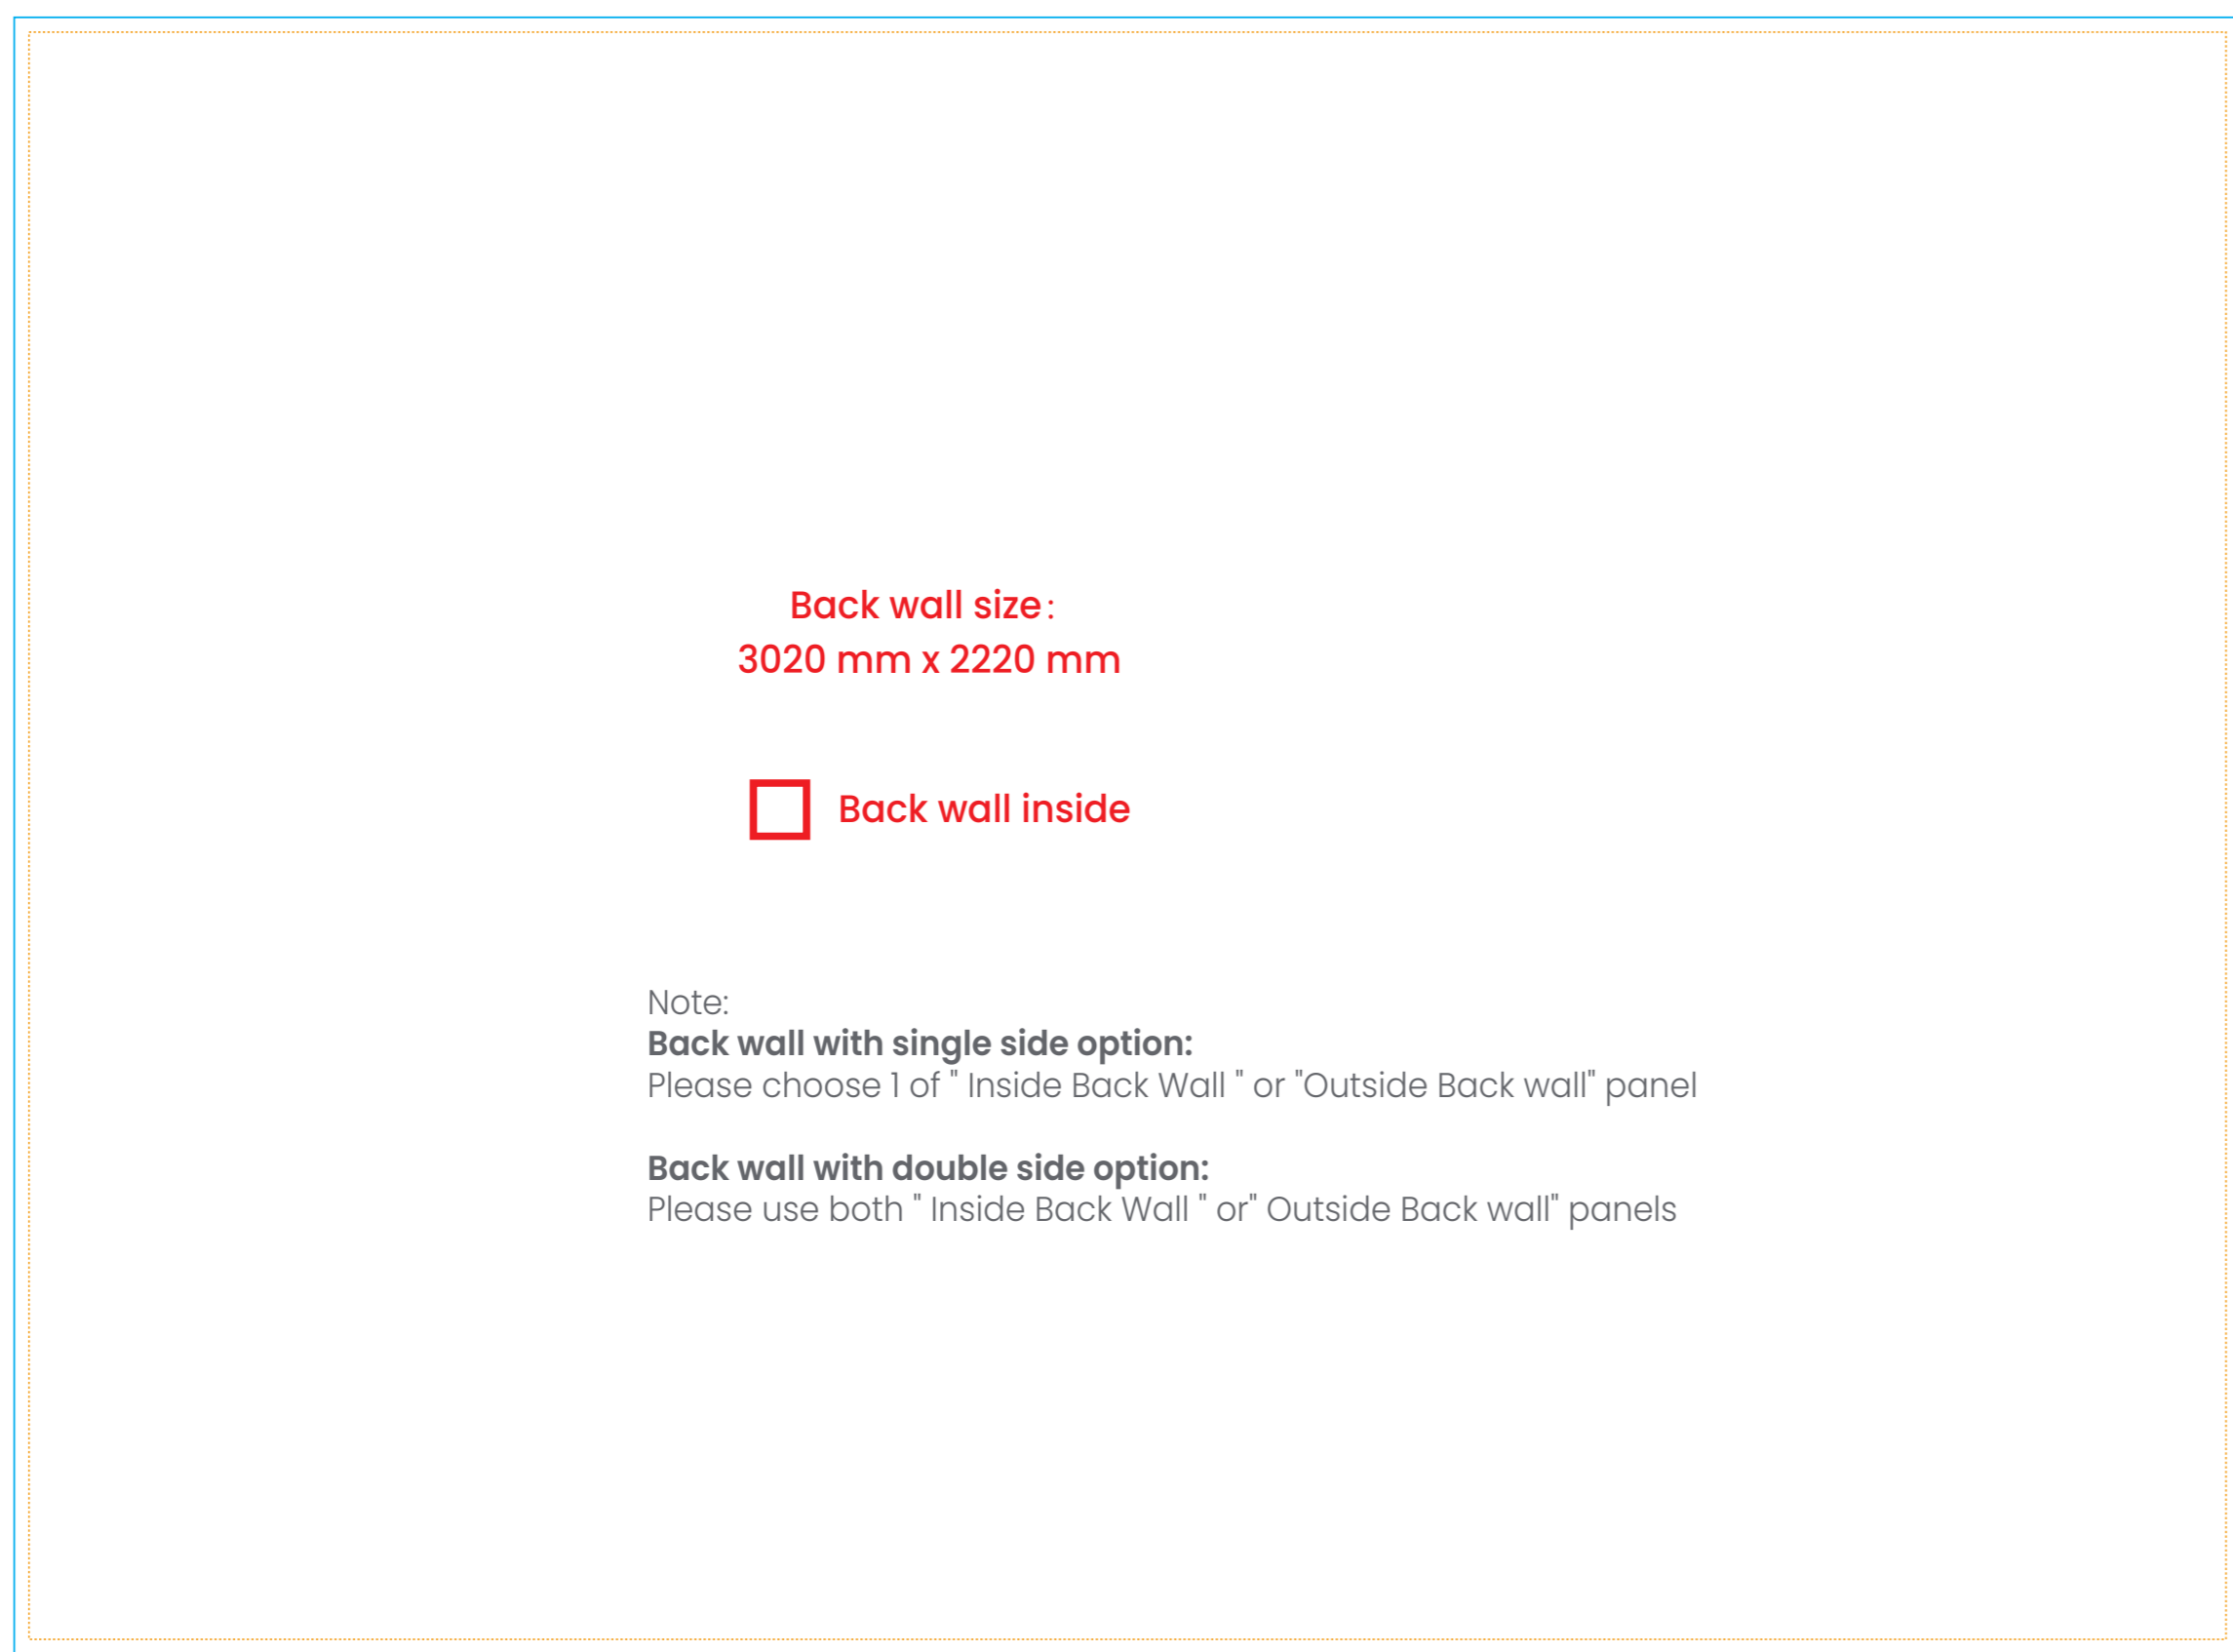 Back wall size：
3020 mm x 2220 mm
Back wall inside
Note:
Back wall with single side option:
Please choose 1 of " Inside Back Wall " or "Outside Back wall" panel
Back wall with double side option:
Please use both " Inside Back Wall " or" Outside Back wall" panels